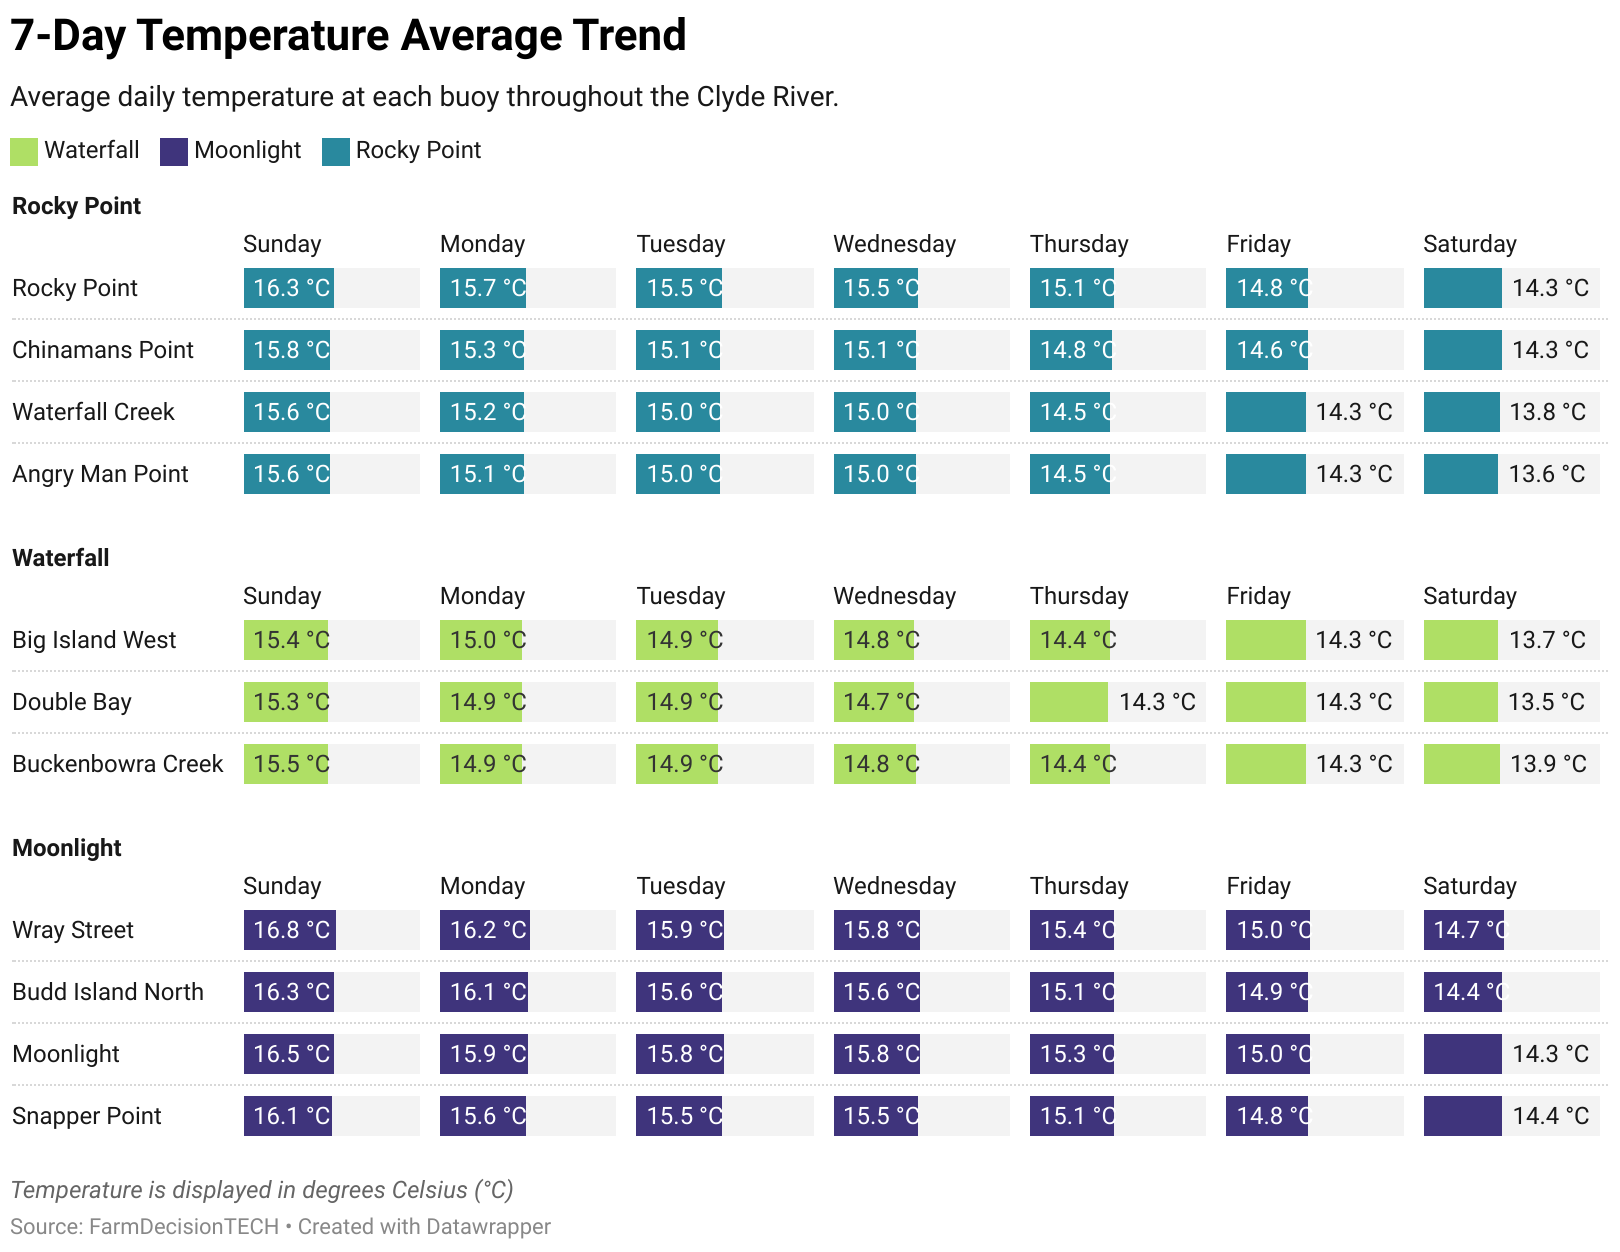 7-Day Temperature Average Trend
Average daily temperature at each buoy throughout the Clyde River.
Waterfall Moonlight Rocky Point
Rocky Point
Sunday Monday Tuesday Wednesday Thursday Friday Saturday
Rocky Point 16.3 °C 15.7 °C 15.5 °C 15.5 °C 15.1 °C 14.8 °C 14.3 °C
Chinamans Point 15.8 °C 15.3 °C 15.1 °C 15.1 °C 14.8 °C 14.6 °C 14.3 °C
Waterfall Creek 15.6 °C 15.2 °C 15.0 °C 15.0 °C 14.5 °C 14.3 °C 13.8 °C
Angry Man Point 15.6 °C 15.1 °C 15.0 °C 15.0 °C 14.5 °C 14.3 °C 13.6 °C
Waterfall
Sunday Monday Tuesday Wednesday Thursday Friday Saturday
Big Island West 15.4 °C 15.0 °C 14.9 °C 14.8 °C 14.4 °C 14.3 °C 13.7 °C
Double Bay 15.3 °C 14.9 °C 14.9 °C 14.7 °C 14.3 °C 14.3 °C 13.5 °C
Buckenbowra Creek 15.5 °C 14.9 °C 14.9 °C 14.8 °C 14.4 °C 14.3 °C 13.9 °C
Moonlight
Sunday Monday Tuesday Wednesday Thursday Friday Saturday
Wray Street 16.8 °C 16.2 °C 15.9 °C 15.8 °C 15.4 °C 15.0 °C 14.7 °C
Budd Island North 16.3 °C 16.1 °C 15.6 °C 15.6 °C 15.1 °C 14.9 °C 14.4 °C
Moonlight 16.5 °C 15.9 °C 15.8 °C 15.8 °C 15.3 °C 15.0 °C 14.3 °C
Snapper Point 16.1 °C 15.6 °C 15.5 °C 15.5 °C 15.1 °C 14.8 °C 14.4 °C
Temperature is displayed in degrees Celsius (°C)
Source: FarmDecisionTECH • Created with Datawrapper